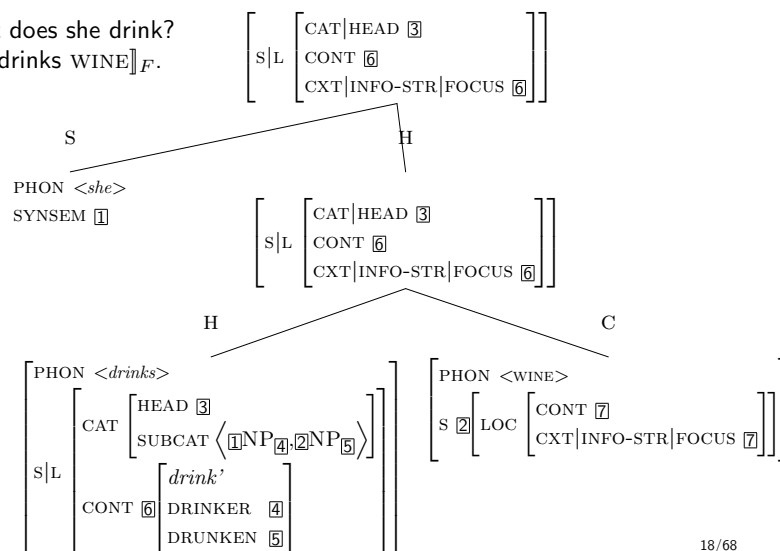 does she drink?
drinks WINE⟧F.
S|L
CAT|HEAD 3
CONT 6
CXT|INFO-STR|FOCUS 6
S
H
PHON <she>
SYNSEM 1
S|L
CAT|HEAD 3
CONT 6
CXT|INFO-STR|FOCUS 6
H
C
PHON <drinks>
S|L
CAT
HEAD 3
SUBCAT ⟨1NP4,2NP5⟩
CONT 6
drink'
DRINKER 4
DRUNKEN 5
PHON <WINE>
S 2
LOC
CONT 7
CXT|INFO-STR|FOCUS 7
18/68